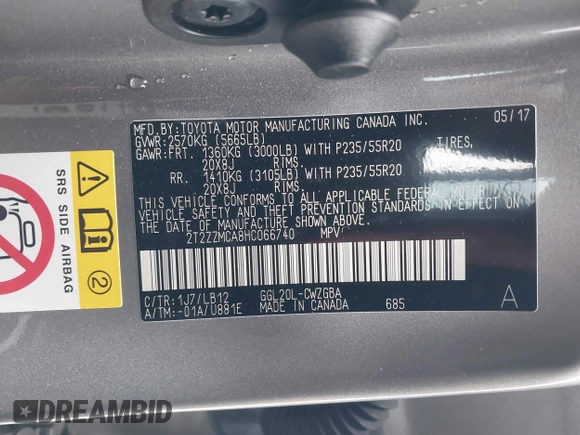 MFD.BY:TOYOTA MOTOR MANUFACTURING CANADA INC. 05/17
GVWR:2570KG (5665LB)
GAWR:FRT. 1360KG (3000LB) WITH P235/55R20 TIRES,
20X8J RIMS,
RR. 1410KG (3105LB) WITH P235/55R20 TIRES,
20X8J RIMS.
THIS VEHICLE CONFORMS TO ALL APPLICABLE FEDERAL MOTOR
VEHICLE SAFETY AND THEFT PREVENTION STANDARDS IN EFFECT ON
THE DATE OF MANUFACTURE SHOWN ABOVE.
2T2ZZMCA8HC066740 MPV
C/TR:1J7/LB12 GGL20L-CWZGBA
A/TM:-01A/U881E MADE IN CANADA 685 A
SRS SIDE AIRBAG
2
DREAMBID